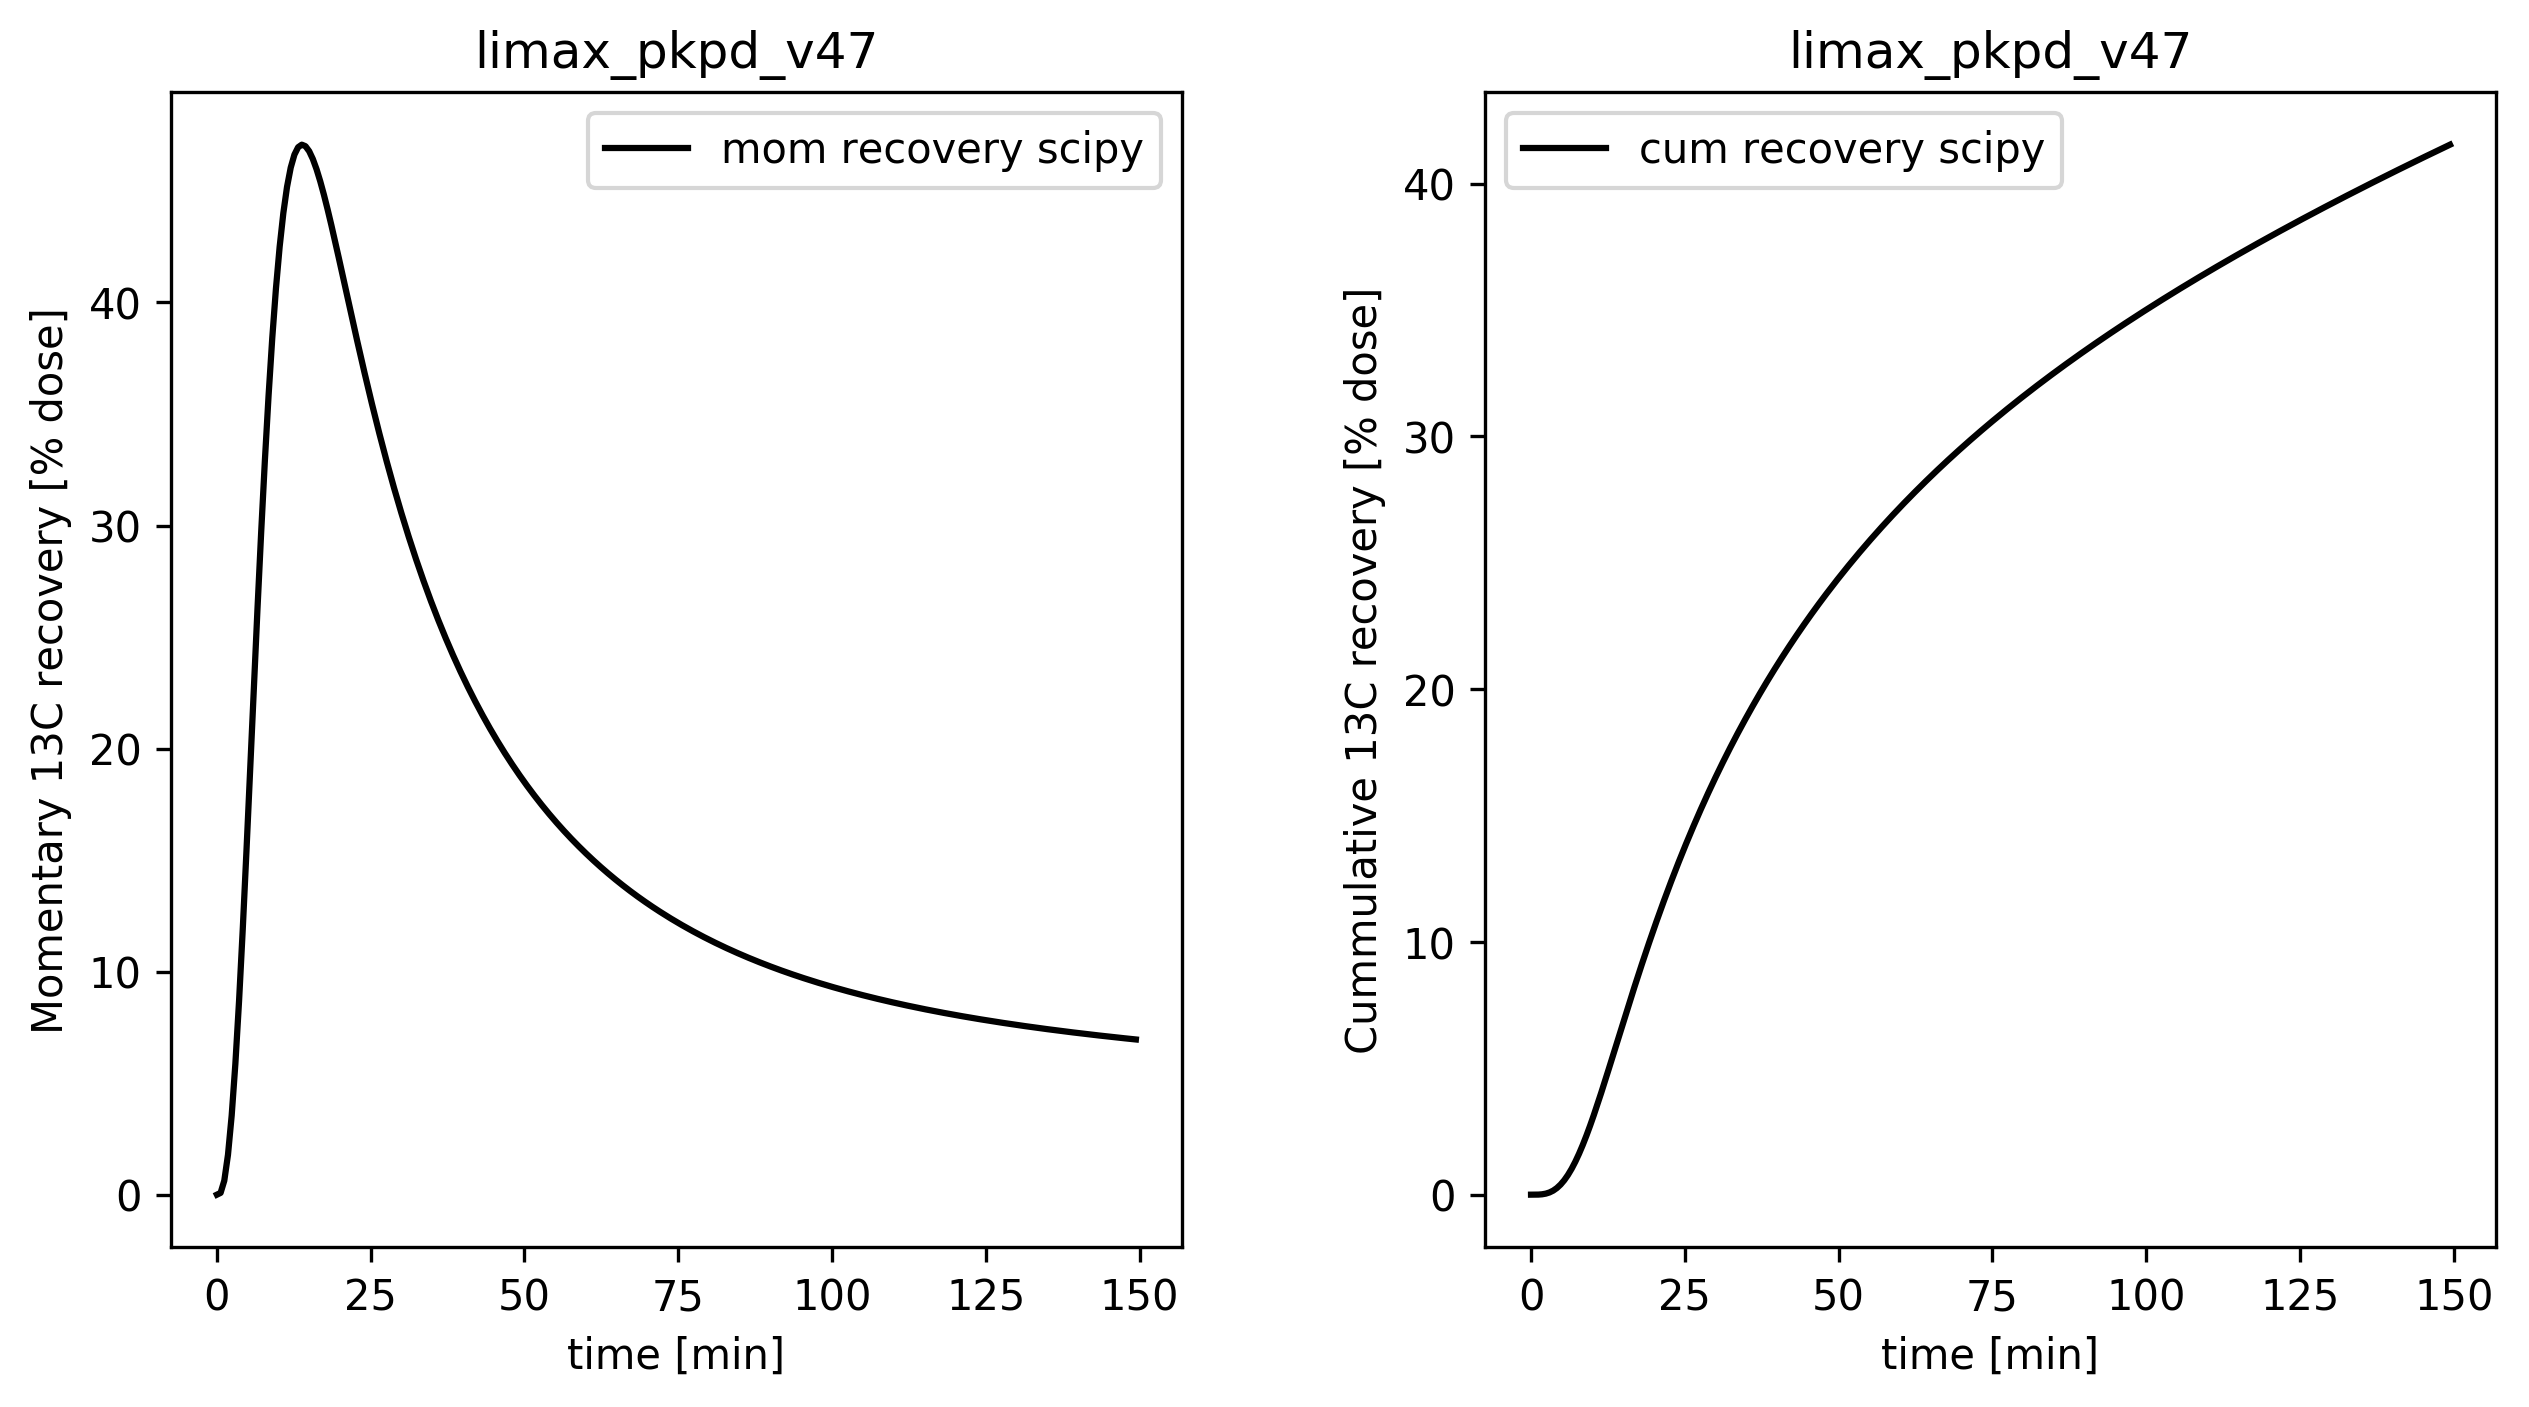 limax_pkpd_v47
mom recovery scipy
Momentary 13C recovery [% dose]
40
30
20
10
0
0 25 50 75 100 125 150
time [min]
limax_pkpd_v47
cum recovery scipy
Cummulative 13C recovery [% dose]
40
30
20
10
0
0 25 50 75 100 125 150
time [min]